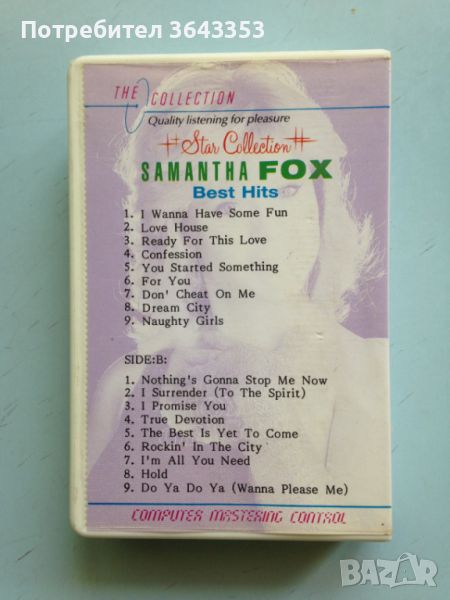 Потребител 3643353
THE COLLECTION
Quality listening for pleasure
Star Collection
SAMANTHA FOX
Best Hits
1. I Wanna Have Some Fun
2. Love House
3. Ready For This Love
4. Confession
5. You Started Something
6. For You
7. Don' Cheat On Me
8. Dream City
9. Naughty Girls
SIDE:B:
1. Nothing's Gonna Stop Me Now
2. I Surrender (To The Spirit)
3. I Promise You
4. True Devotion
5. The Best Is Yet To Come
6. Rockin' In The City
7. I'm All You Need
8. Hold
9. Do Ya Do Ya (Wanna Please Me)
COMPUTER MASTERING CONTROL
BAZAR